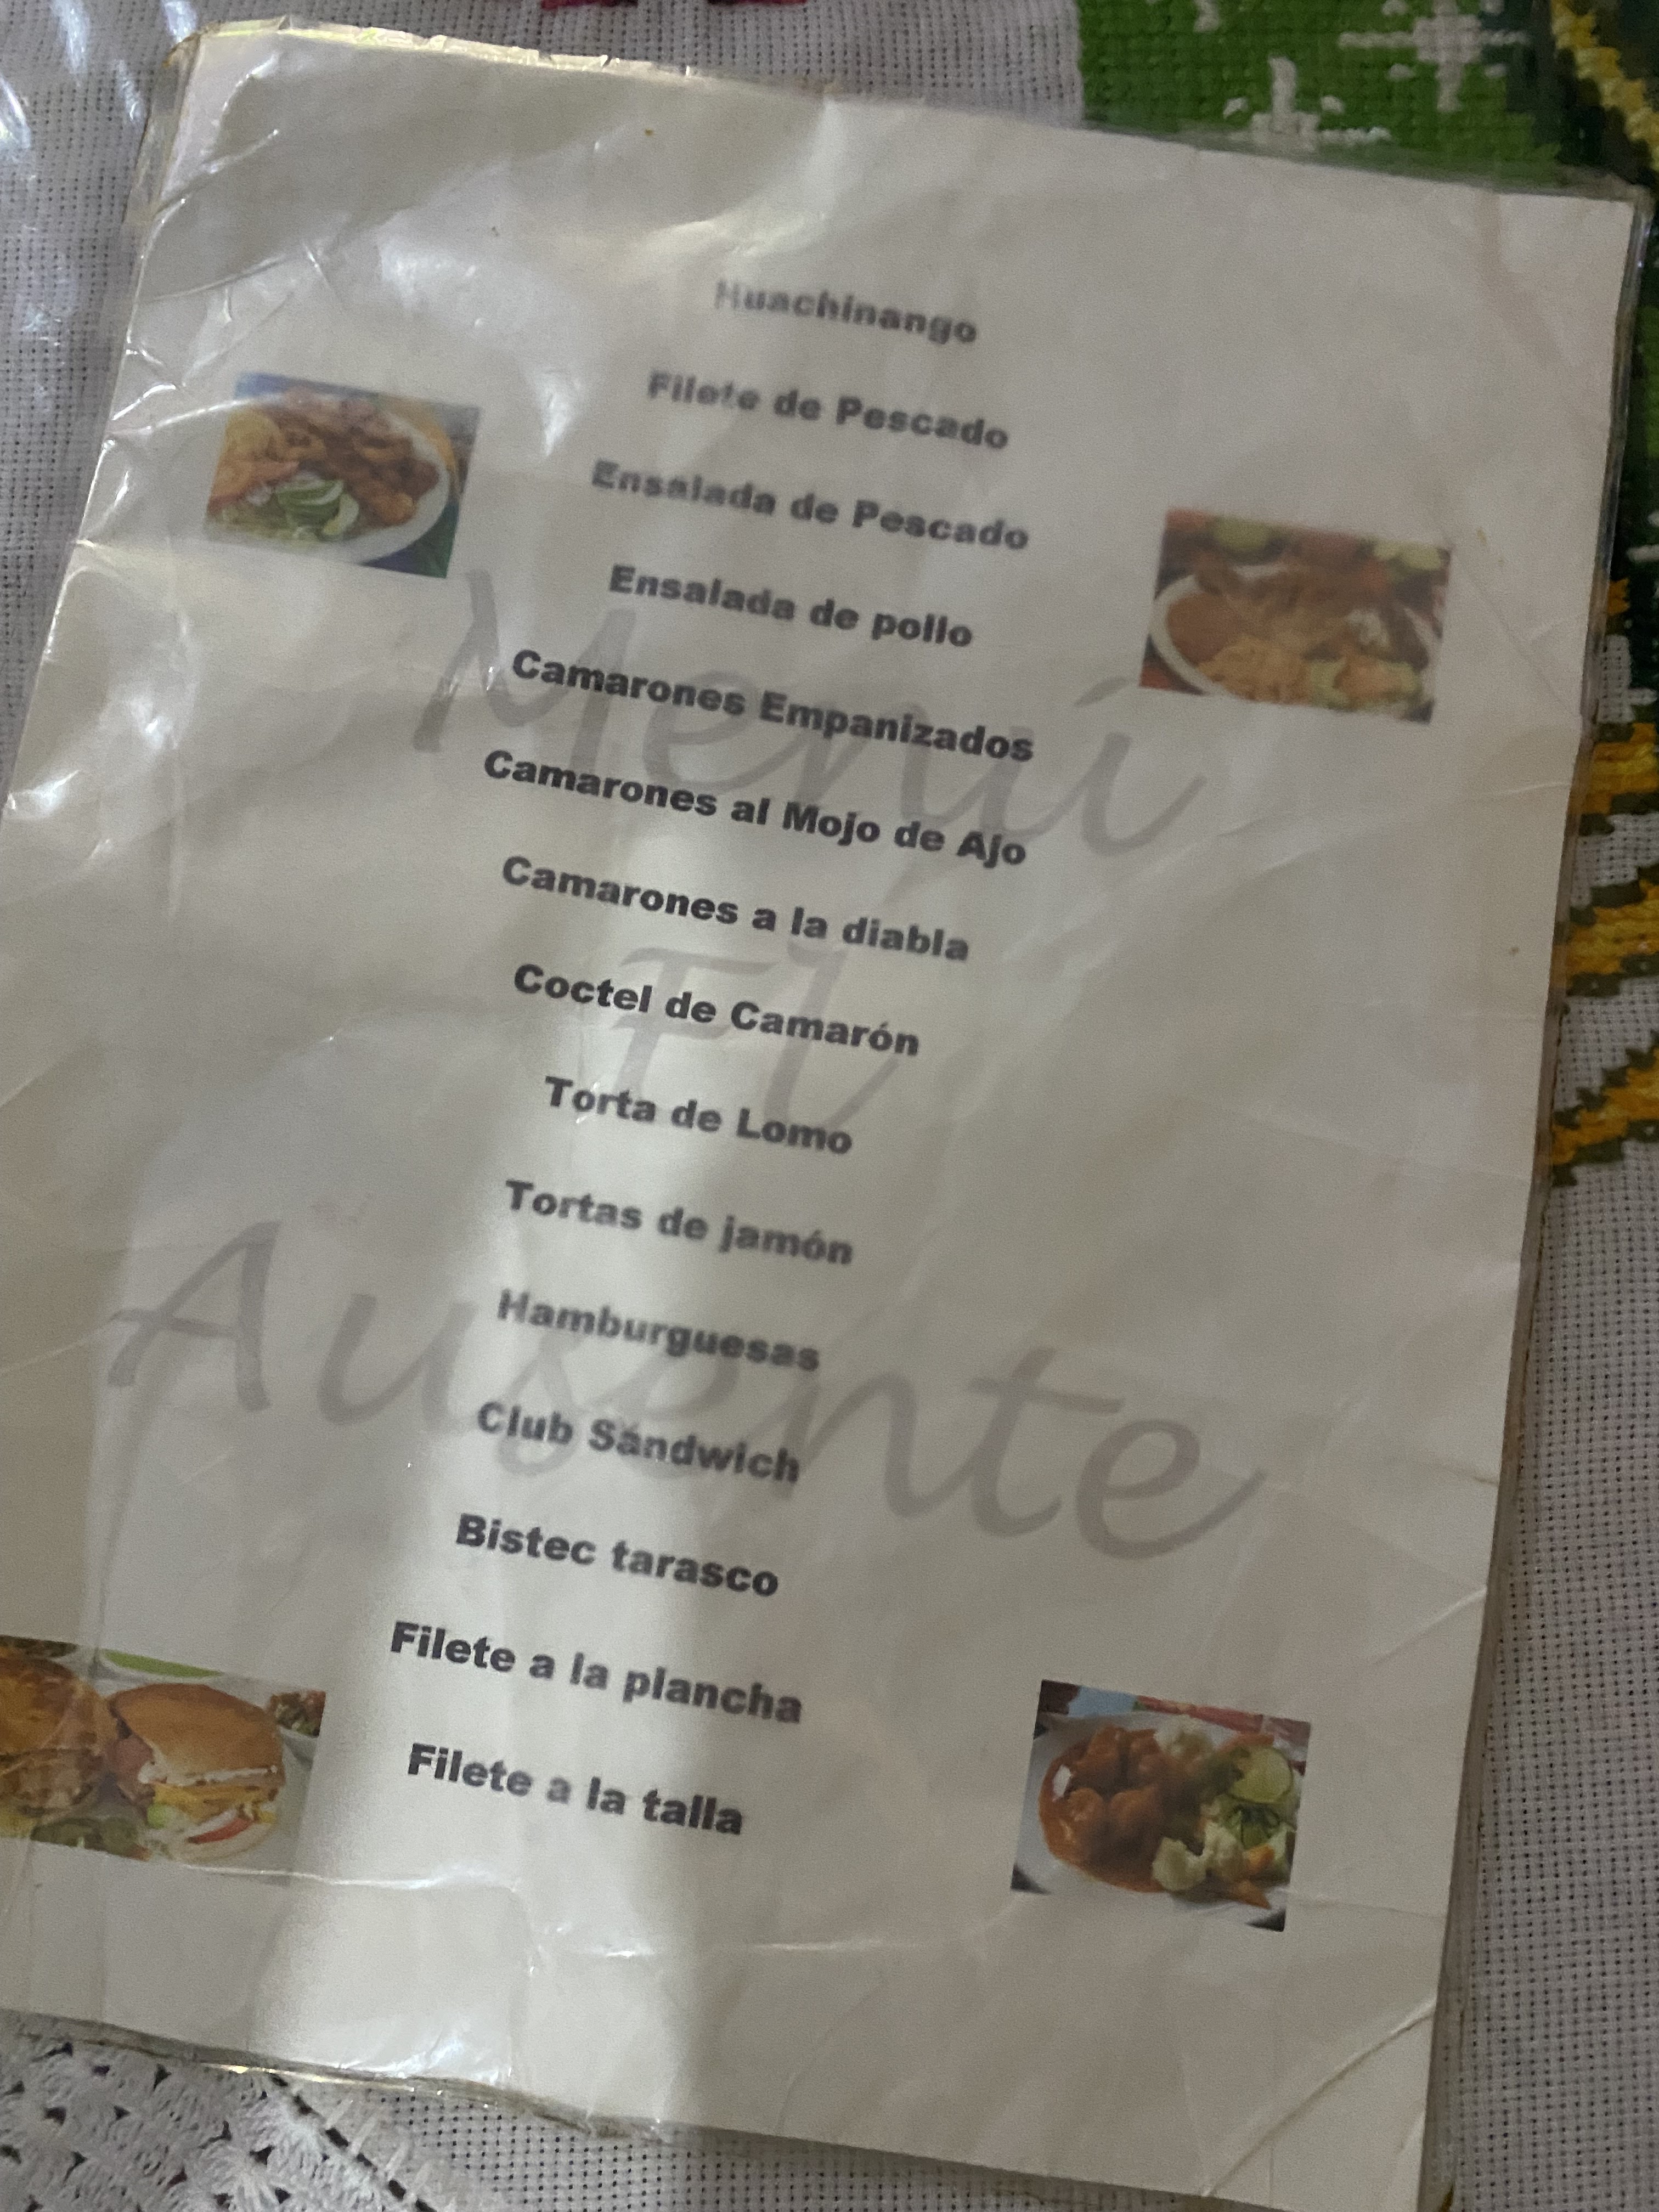 Huachinango
Filete de Pescado
Ensalada de Pescado
Ensalada de pollo
Camarones Empanizados
Camarones al Mojo de Ajo
Camarones a la diabla
Coctel de Camarón
Torta de Lomo
Tortas de jamón
Hamburguesas
Club Sándwich
Bistec tarasco
Filete a la plancha
Filete a la talla
Menú
El
Ausente